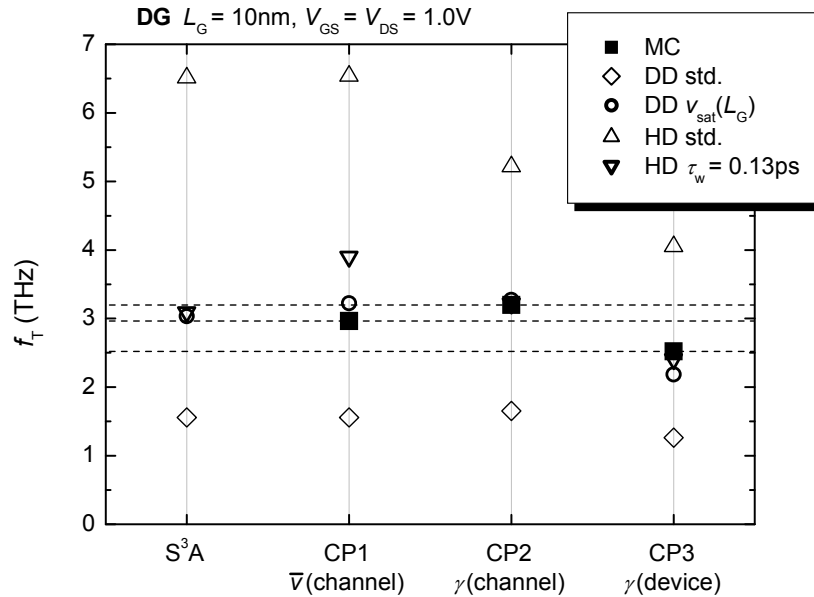 DG L_G = 10nm, V_GS = V_DS = 1.0V
MC
DD std.
DD v_sat(L_G)
HD std.
HD τ_w = 0.13ps
7
6
5
4
3
2
1
0
f_T (THz)
S³A
CP1
v̅(channel)
CP2
γ(channel)
CP3
γ(device)